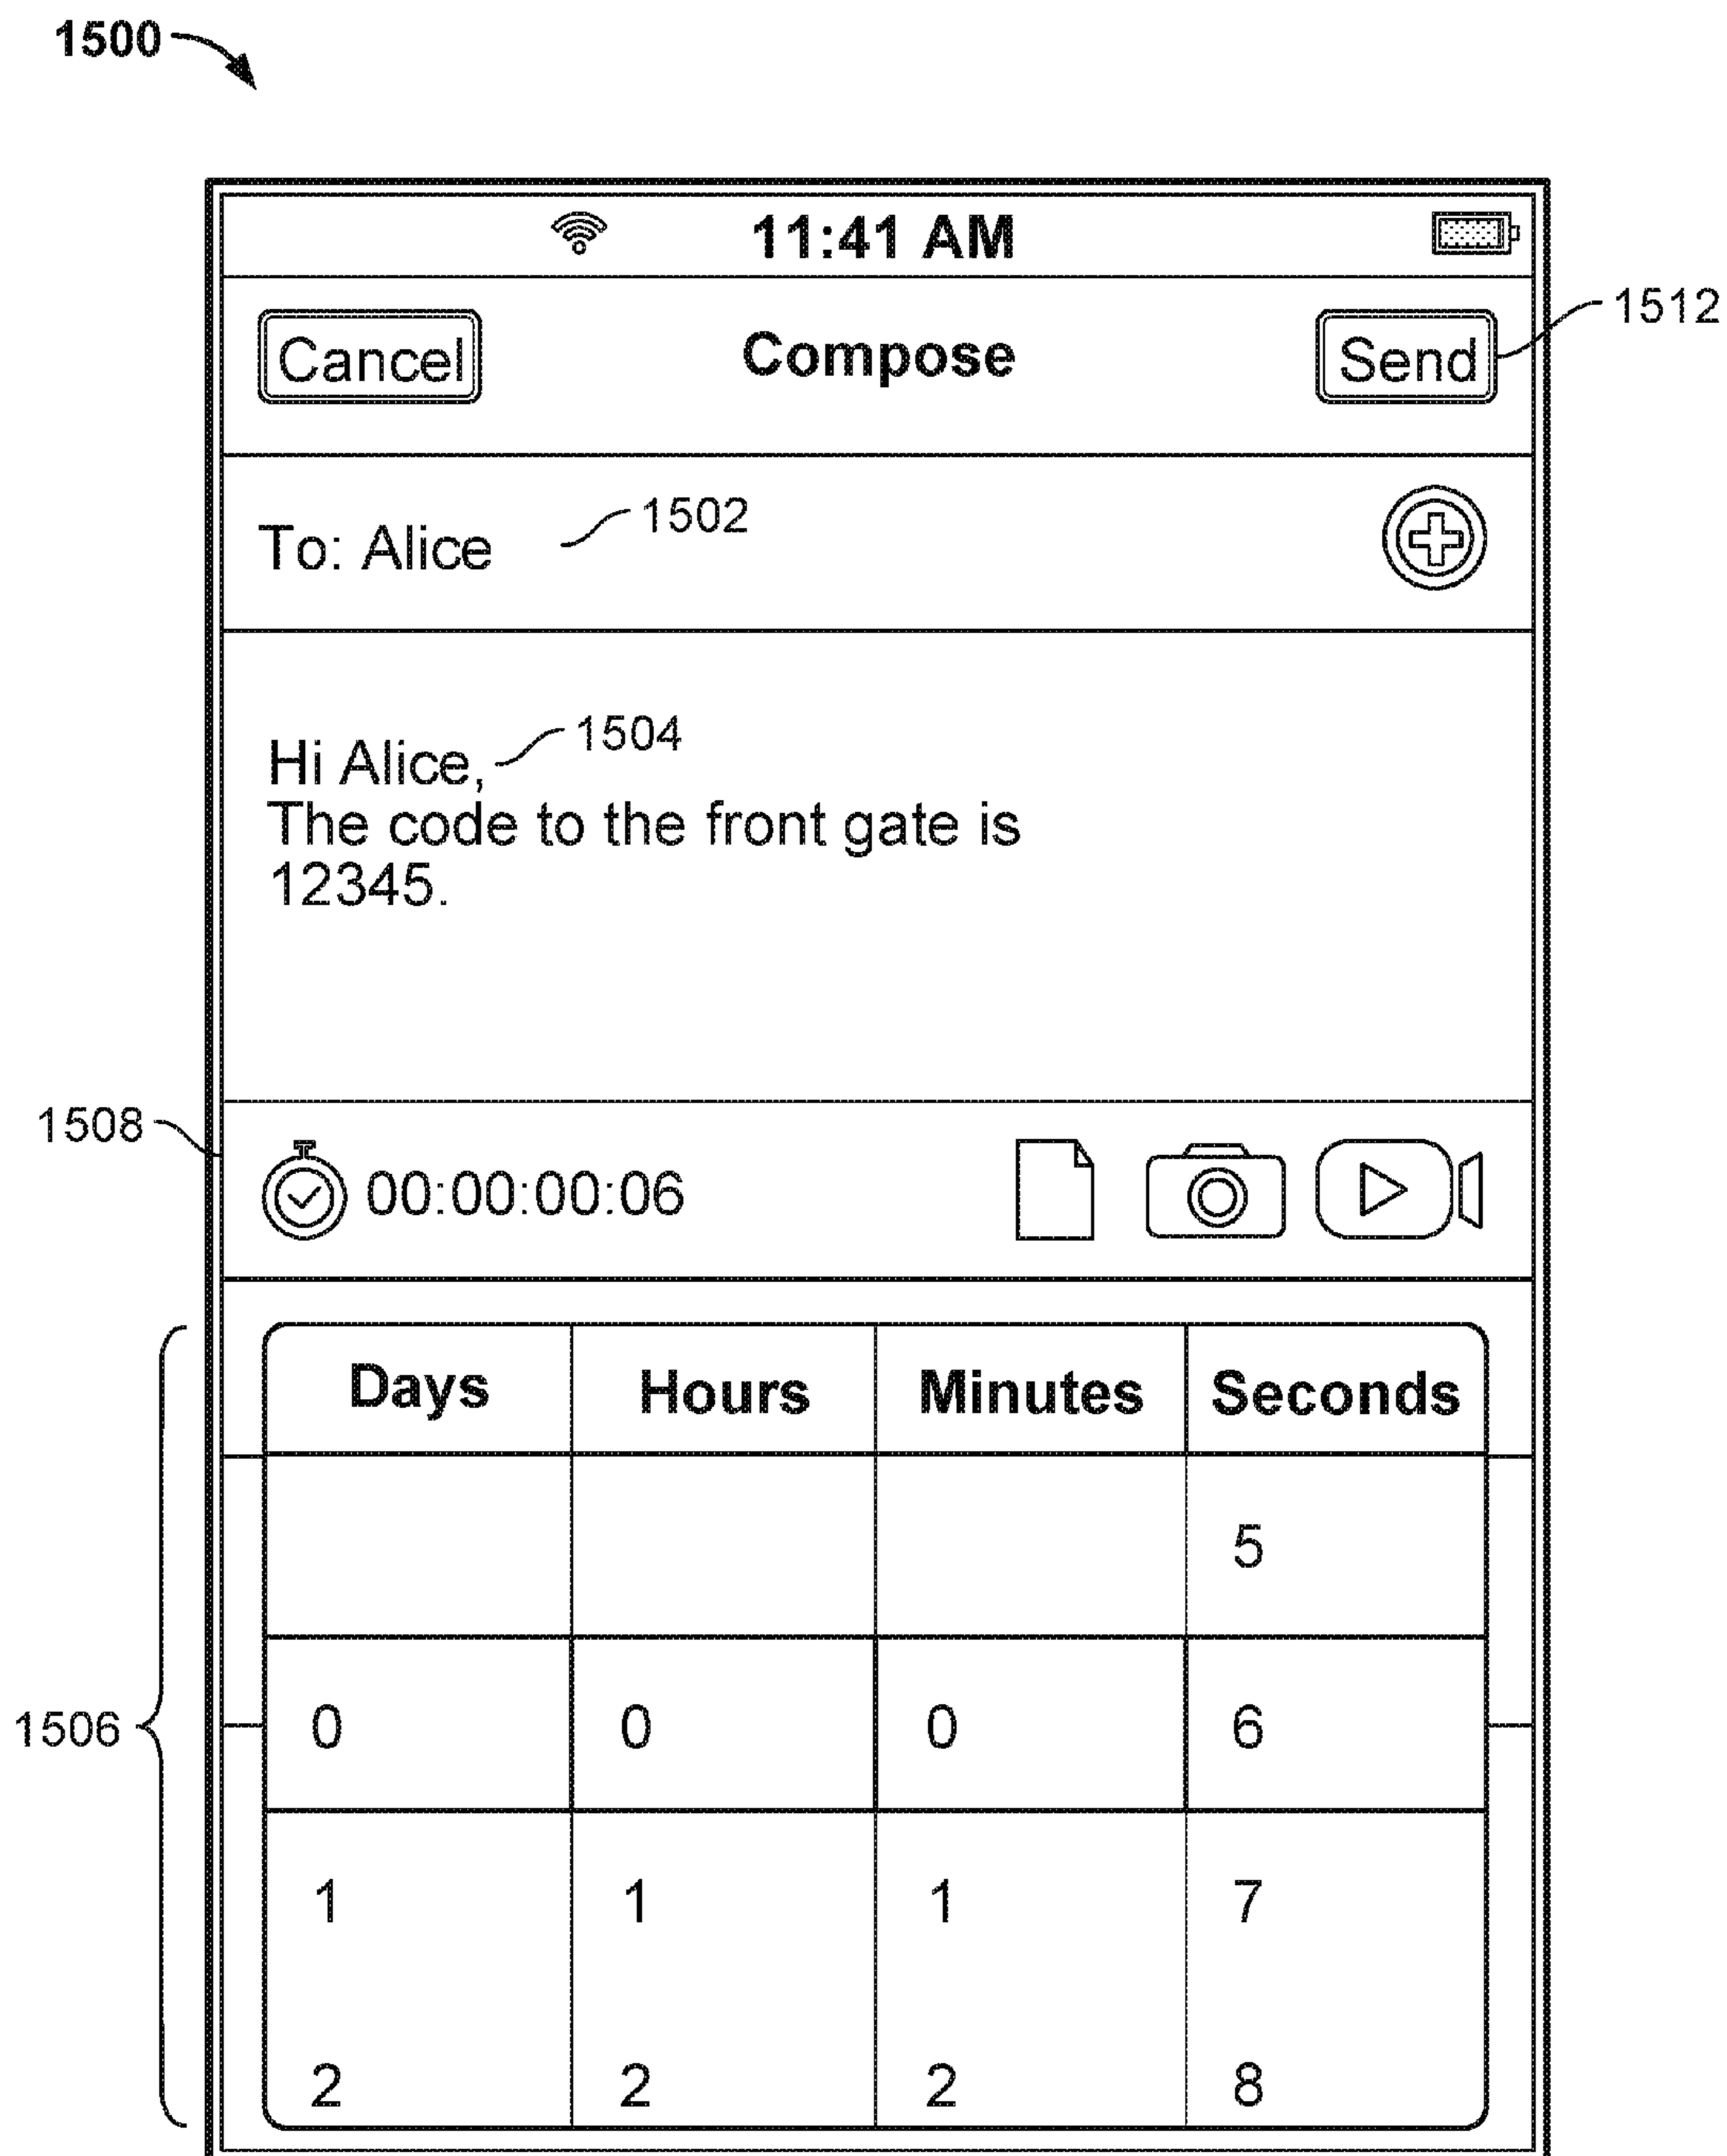 1500
11:41 AM
Cancel Compose Send 1512
To: Alice 1502
Hi Alice, 1504
The code to the front gate is
12345.
1508
00:00:00:06
Days Hours Minutes Seconds
5
1506 0 0 0 6
1 1 1 7
2 2 2 8